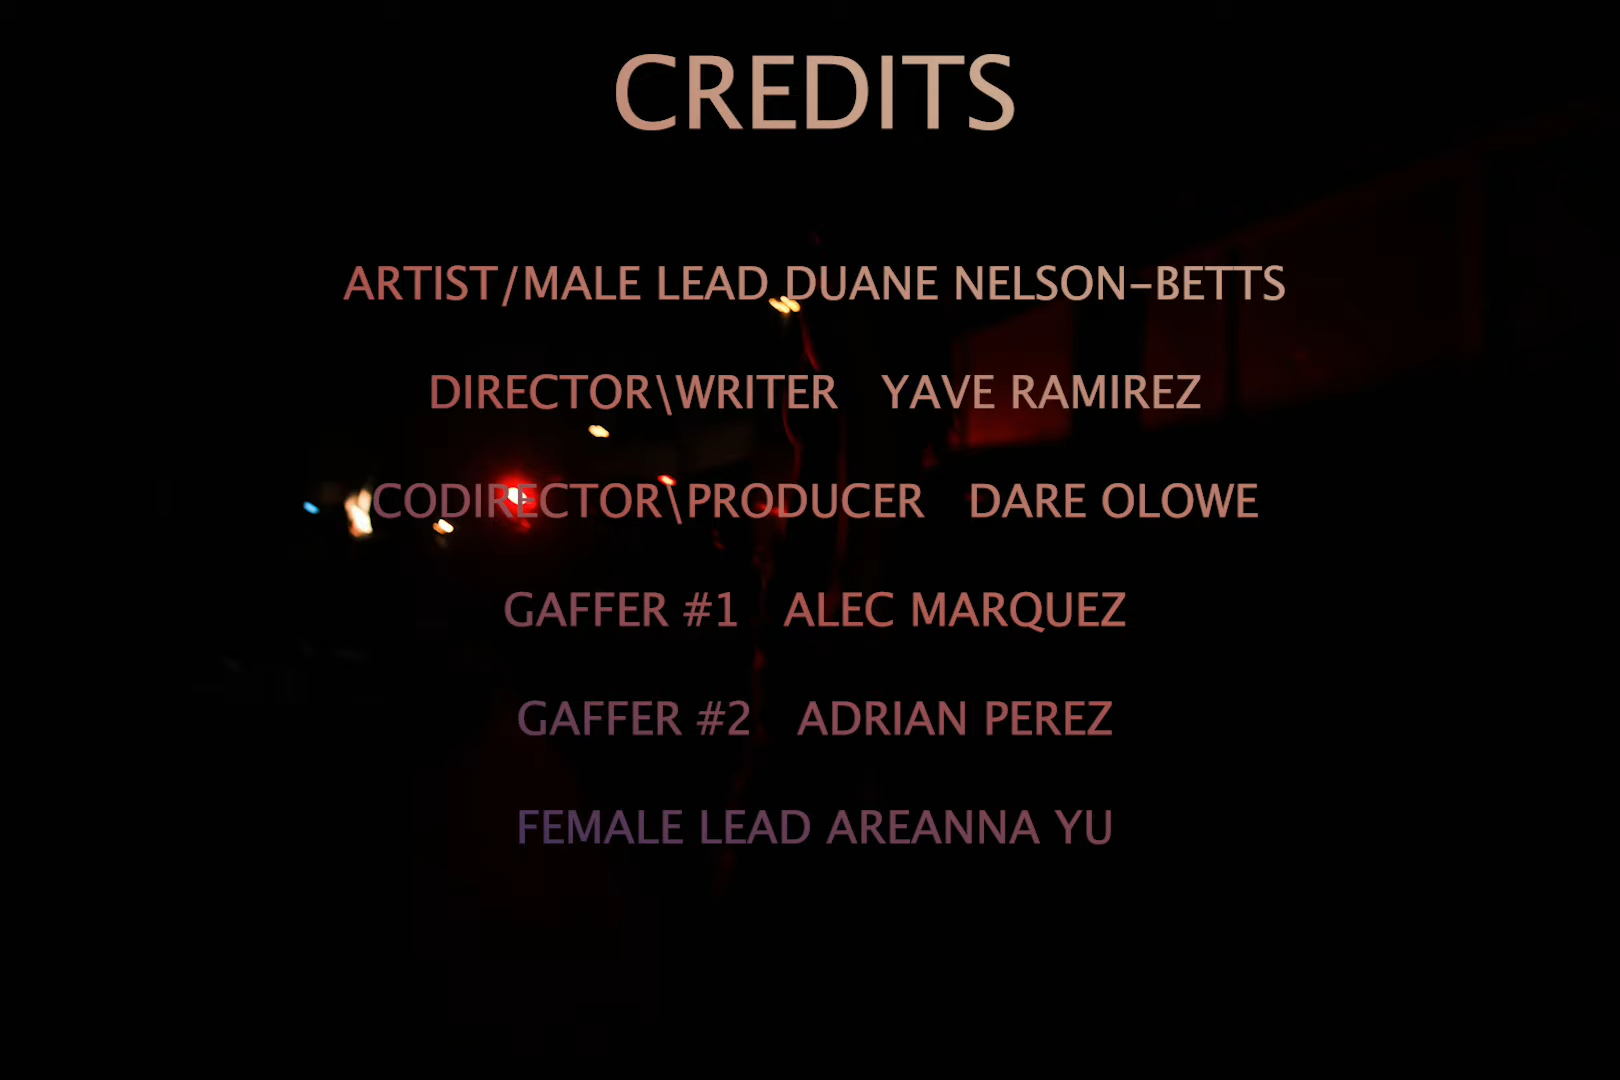 CREDITS
ARTIST/MALE LEAD DUANE NELSON-BETTS
DIRECTOR\WRITER YAVE RAMIREZ
CODIRECTOR\PRODUCER DARE OLOWE
GAFFER #1 ALEC MARQUEZ
GAFFER #2 ADRIAN PEREZ
FEMALE LEAD AREANNA YU